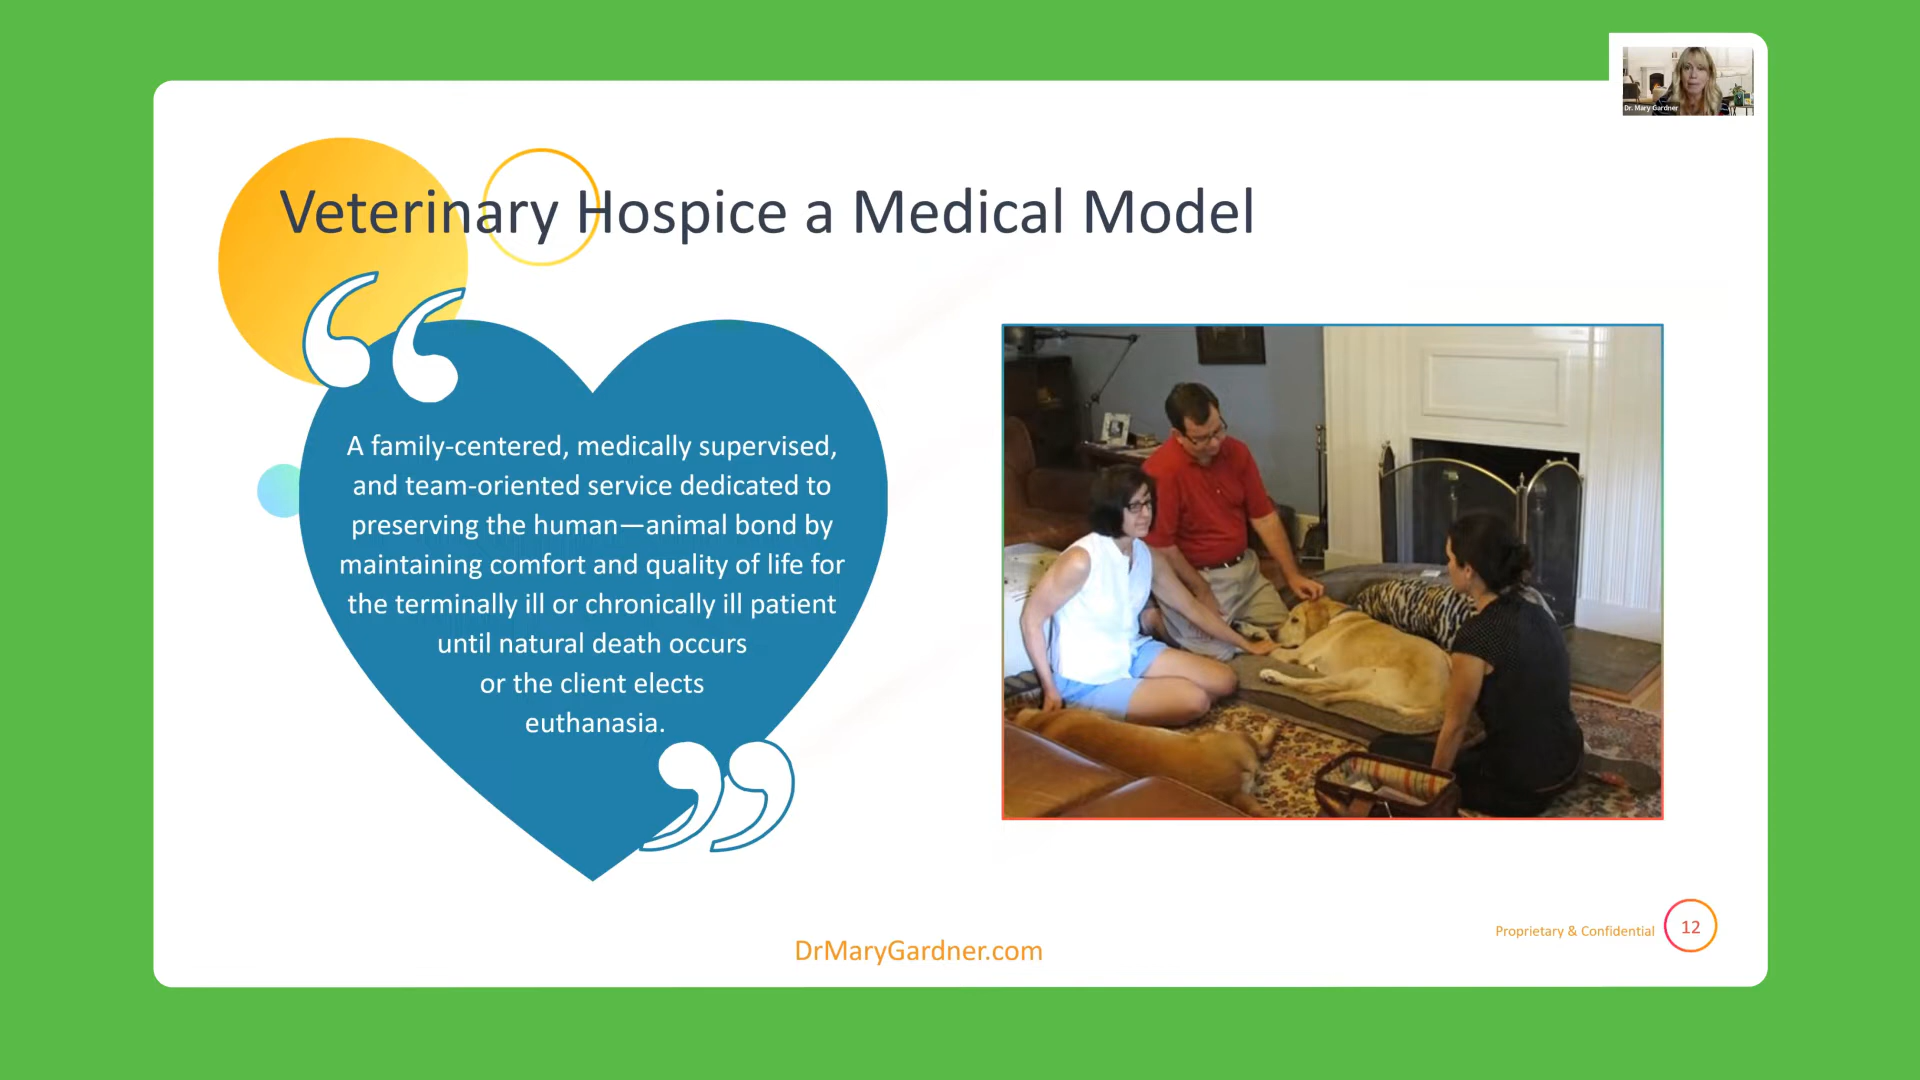 Dr. Mary Gardner
Veterinary Hospice a Medical Model
“
A family-centered, medically supervised,
and team-oriented service dedicated to
preserving the human—animal bond by
maintaining comfort and quality of life for
the terminally ill or chronically ill patient
until natural death occurs
or the client elects
euthanasia.
”
Proprietary & Confidential 12
DrMaryGardner.com